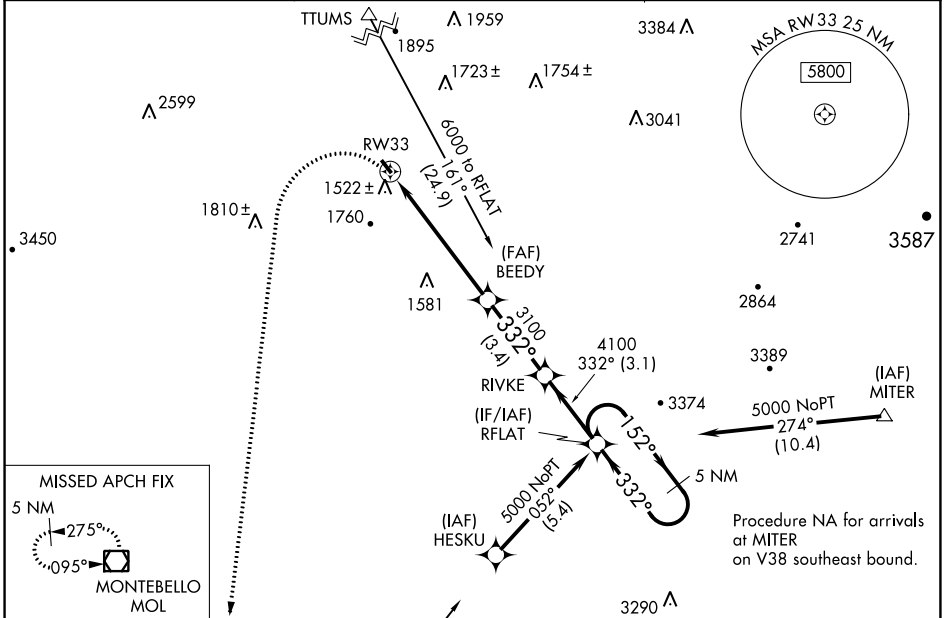 TTUMS
1895
1959
3384
MSA RW33 25 NM
5800
1723±
1754±
2599
3041
6000 to RFLAT
161°
(24.9)
RW33
1522±
1810±
1760
3450
2741
3587
(FAF)
BEEDY
1581
2864
3100
332°
(3.4)
4100
332° (3.1)
3389
RIVKE
(IAF)
MITER
3374
5000 NoPT
274°
(10.4)
(IF/IAF)
RFLAT
152°
332°
5 NM
MISSED APCH FIX
5 NM
275°
095°
MONTEBELLO
MOL
5000 NoPT
052°
(5.4)
(IAF)
HESKU
Procedure NA for arrivals
at MITER
on V38 southeast bound.
3290